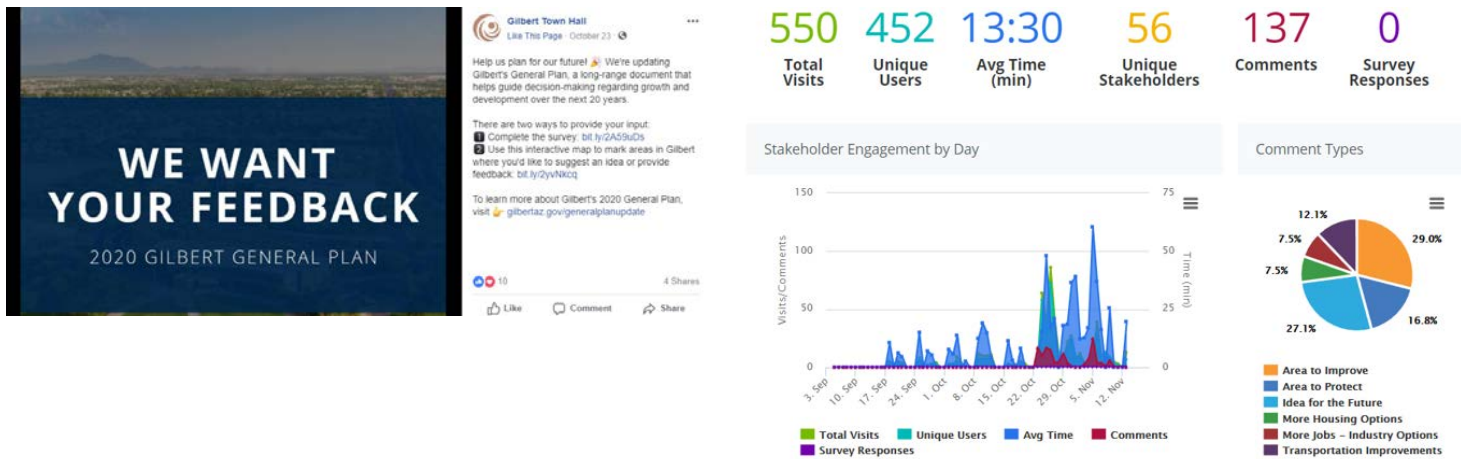 WE WANT
YOUR FEEDBACK
2020 GILBERT GENERAL PLAN
Gilbert Town Hall
Like This Page · October 23 ·
Help us plan for our future! 🎉 We're updating
Gilbert's General Plan, a long-range document that
helps guide decision-making regarding growth and
development over the next 20 years.
There are two ways to provide your input:
1 Complete the survey: bit.ly/2A59uDs
2 Use this interactive map to mark areas in Gilbert
where you'd like to suggest an idea or provide
feedback: bit.ly/2yvNkcq
To learn more about Gilbert's 2020 General Plan,
visit 👉 gilbertaz.gov/generalplanupdate
10
4 Shares
Like Comment Share
550 452 13:30 56 137 0
Total Visits
Unique Users
Avg Time (min)
Unique Stakeholders
Comments
Survey Responses
Stakeholder Engagement by Day
150
100
50
0
Visits/Comments
75
50
25
0
Time (min)
3. Sep
10. Sep
17. Sep
24. Sep
1. Oct
8. Oct
15. Oct
22. Oct
29. Oct
5. Nov
12. Nov
Total Visits Unique Users Avg Time Comments
Survey Responses
Comment Types
12.1%
29.0%
7.5%
7.5%
16.8%
27.1%
Area to Improve
Area to Protect
Idea for the Future
More Housing Options
More Jobs – Industry Options
Transportation Improvements